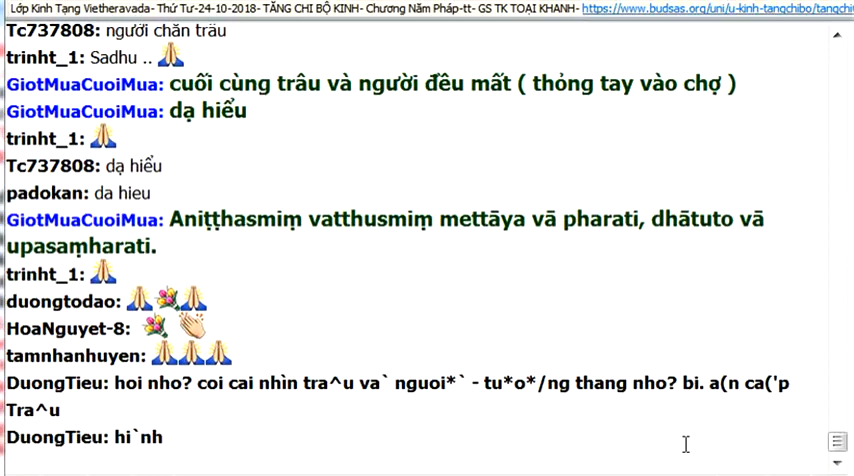 Lớp Kinh Tạng Vietheravada- Thứ Tư-24-10-2018- TĂNG CHI BỘ KINH- Chương Năm Pháp-tt- GS TK TOẠI KHANH- https://www.budsas.org/uni/u-kinh-tangchibo/tangchi
Tc737808: người chăn trâu
trinht_1: Sadhu .. 🙏
GiotMuaCuoiMua: cuối cùng trâu và người đều mất ( thỏng tay vào chợ )
GiotMuaCuoiMua: dạ hiểu
trinht_1: 🙏
Tc737808: dạ hiểu
padokan: da hieu
GiotMuaCuoiMua: Aniṭṭhasmiṃ vatthusmiṃ mettāya vā pharati, dhātuto vā
upasaṃharati.
trinht_1: 🙏
duongtodao: 🙏💐🙏
HoaNguyet-8: 💐 👏
tamnhanhuyen: 🙏🙏🙏
DuongTieu: hoi nho? coi cai nhìn tra^u va` nguoi*` - tu*o*/ng thang nho? bi. a(n ca('p
Tra^u
DuongTieu: hi`nh